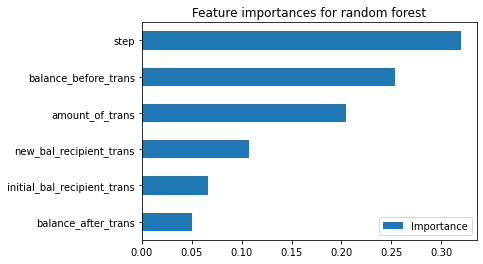 Feature importances for random forest
step
balance_before_trans
amount_of_trans
new_bal_recipient_trans
initial_bal_recipient_trans
balance_after_trans
Importance
0.00 0.05 0.10 0.15 0.20 0.25 0.30